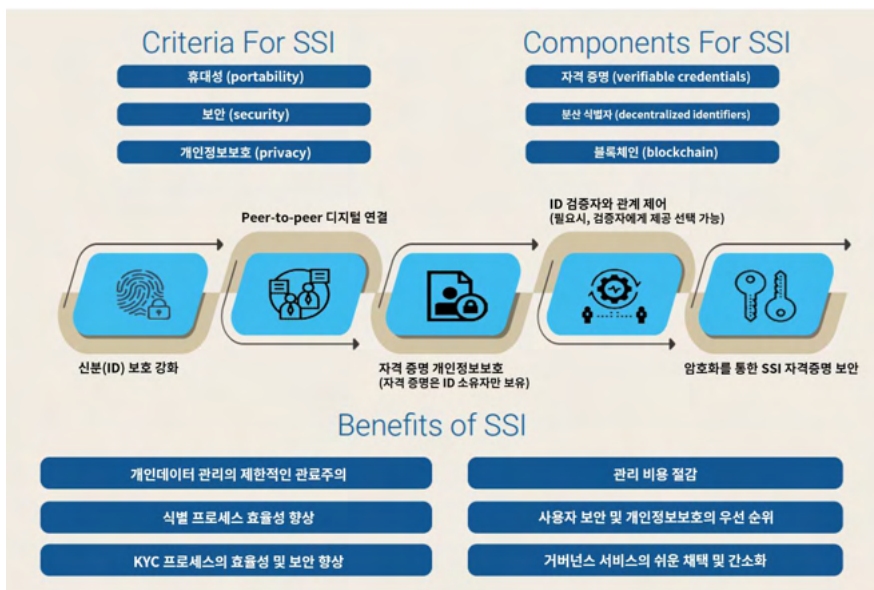 Criteria For SSI
휴대성 (portability)
보안 (security)
개인정보보호 (privacy)
Components For SSI
자격 증명 (verifiable credentials)
분산 식별자 (decentralized identifiers)
블록체인 (blockchain)
Peer-to-peer 디지털 연결
ID 검증자와 관계 제어
(필요시, 검증자에게 제공 선택 가능)
신분(ID) 보호 강화
자격 증명 개인정보보호
(자격 증명은 ID 소유자만 보유)
암호화를 통한 SSI 자격증명 보안
Benefits of SSI
개인데이터 관리의 제한적인 관료주의
관리 비용 절감
식별 프로세스 효율성 향상
사용자 보안 및 개인정보보호의 우선 순위
KYC 프로세스의 효율성 및 보안 향상
거버넌스 서비스의 쉬운 채택 및 간소화